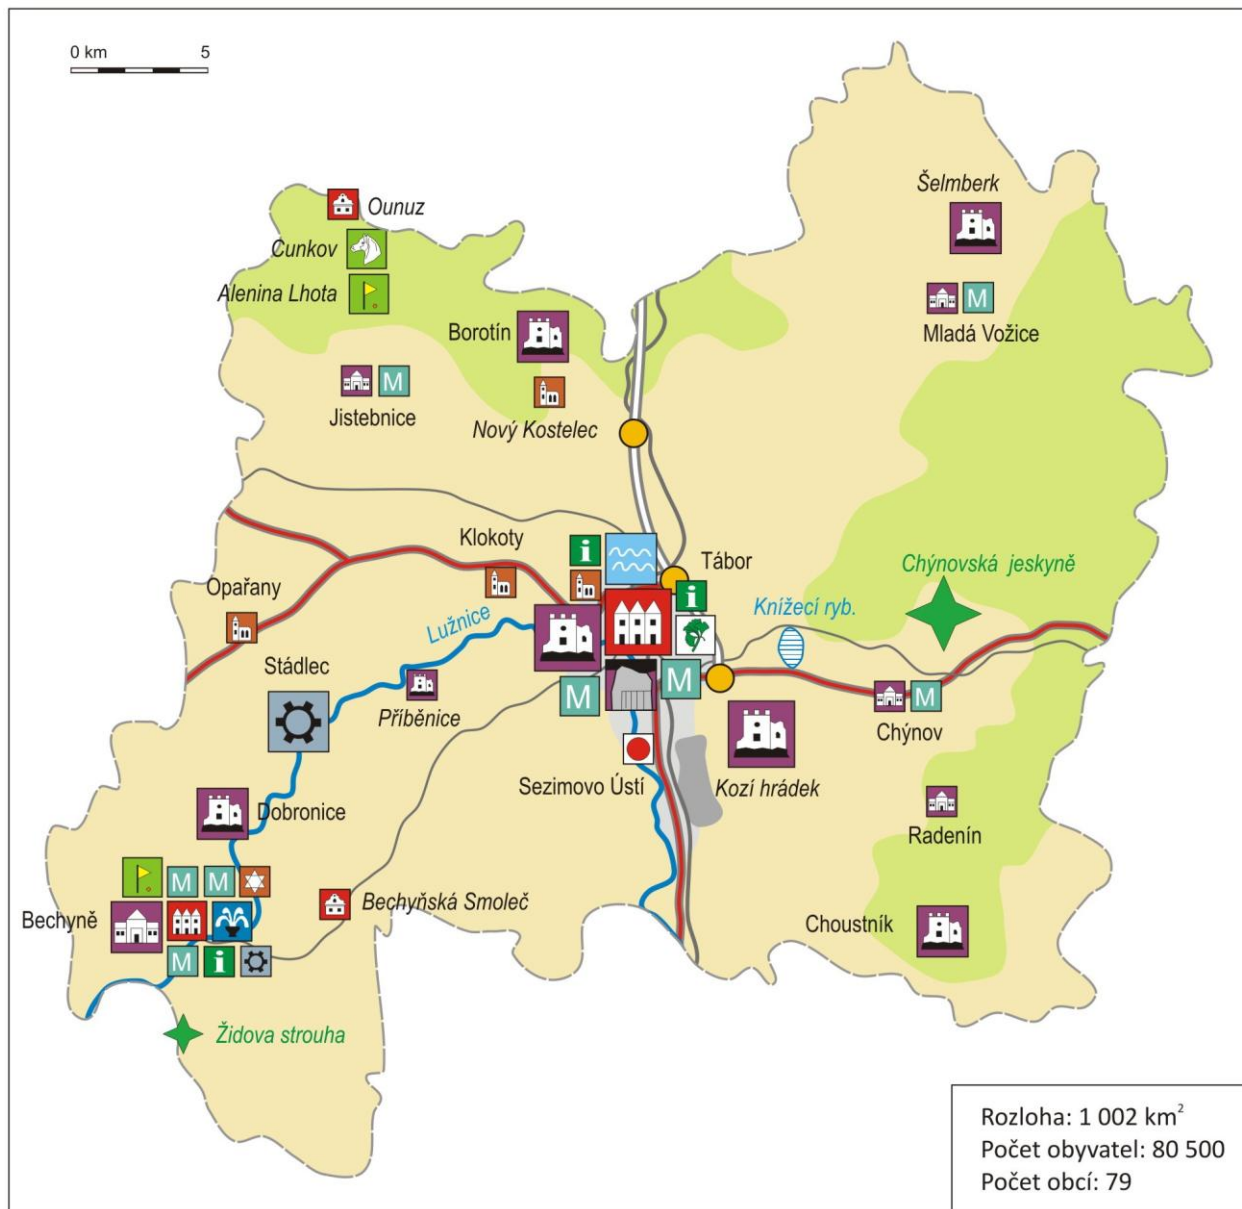 0 km 5
Šelmberk
Ounuz
Čunkov
Alenina Lhota
Borotín
M
Mladá Vožice
M
Jistebnice
Nový Kostelec
Klokoty
i
Tábor
Chýnovská jeskyně
Opařany
Lužnice
i
Knížecí ryb.
Stádlec
Příběnice
M
M
M
Chýnov
Sezimovo Ústí
Kozí hrádek
Dobronice
Radenín
M
M
Bechyňská Smoleč
Bechyně
Choustník
M
i
Židova strouha
Rozloha: 1 002 km²
Počet obyvatel: 80 500
Počet obcí: 79